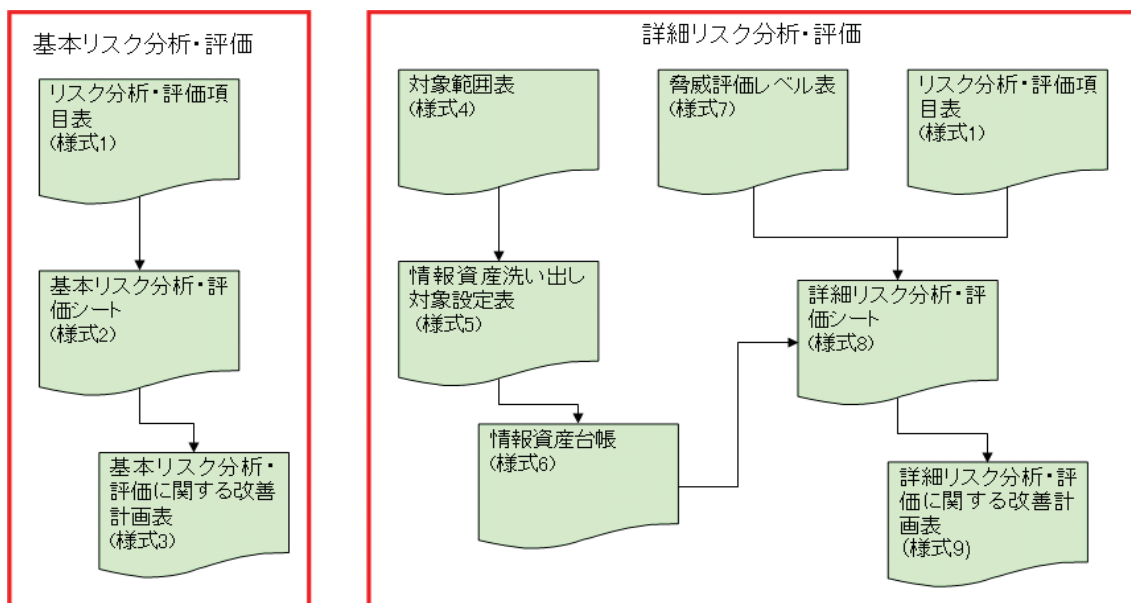 基本リスク分析・評価
リスク分析・評価項
目表
(様式1)
基本リスク分析・評
価シート
(様式2)
基本リスク分析・
評価に関する改善
計画表
(様式3)
詳細リスク分析・評価
対象範囲表
(様式4)
脅威評価レベル表
(様式7)
リスク分析・評価項
目表
(様式1)
情報資産洗い出し
対象設定表
(様式5)
詳細リスク分析・評
価シート
(様式8)
情報資産台帳
(様式6)
詳細リスク分析・評
価に関する改善計
画表
(様式9)